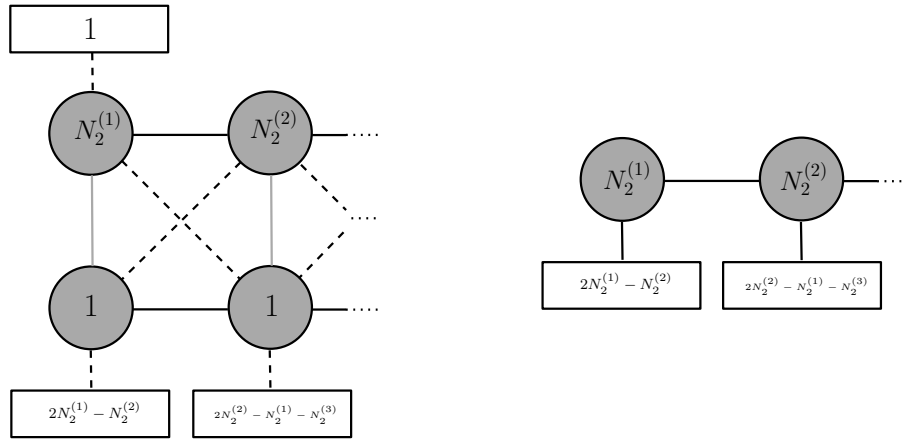 1
$N_2^{(1)}$ $N_2^{(2)}$
1 1
$2N_2^{(1)} - N_2^{(2)}$ $2N_2^{(2)} - N_2^{(1)} - N_2^{(3)}$
$N_2^{(1)}$ $N_2^{(2)}$
$2N_2^{(1)} - N_2^{(2)}$ $2N_2^{(2)} - N_2^{(1)} - N_2^{(3)}$